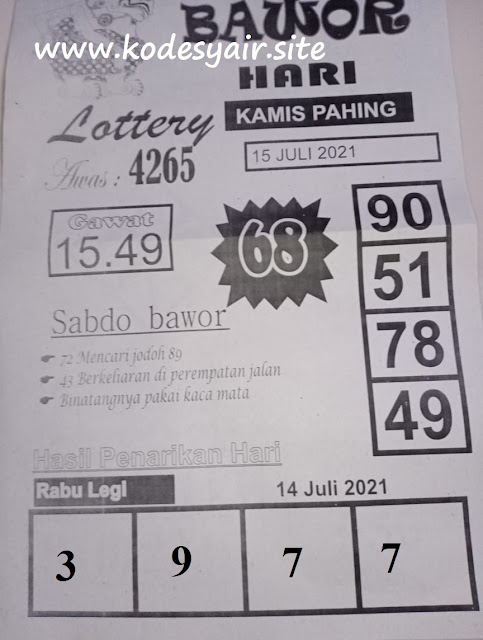 BAWOR
www.kodesyair.site
HARI
Lottery
KAMIS PAHING
Awas : 4265
15 JULI 2021
Gawat
15.49
68
90
51
78
49
Sabdo bawor
72 Mencari jodoh 89
43 Berkeliaran di perempatan jalan
Binatangnya pakai kaca mata
Hasil Penarikan Hari
Rabu LegI
14 Juli 2021
3 9 7 7